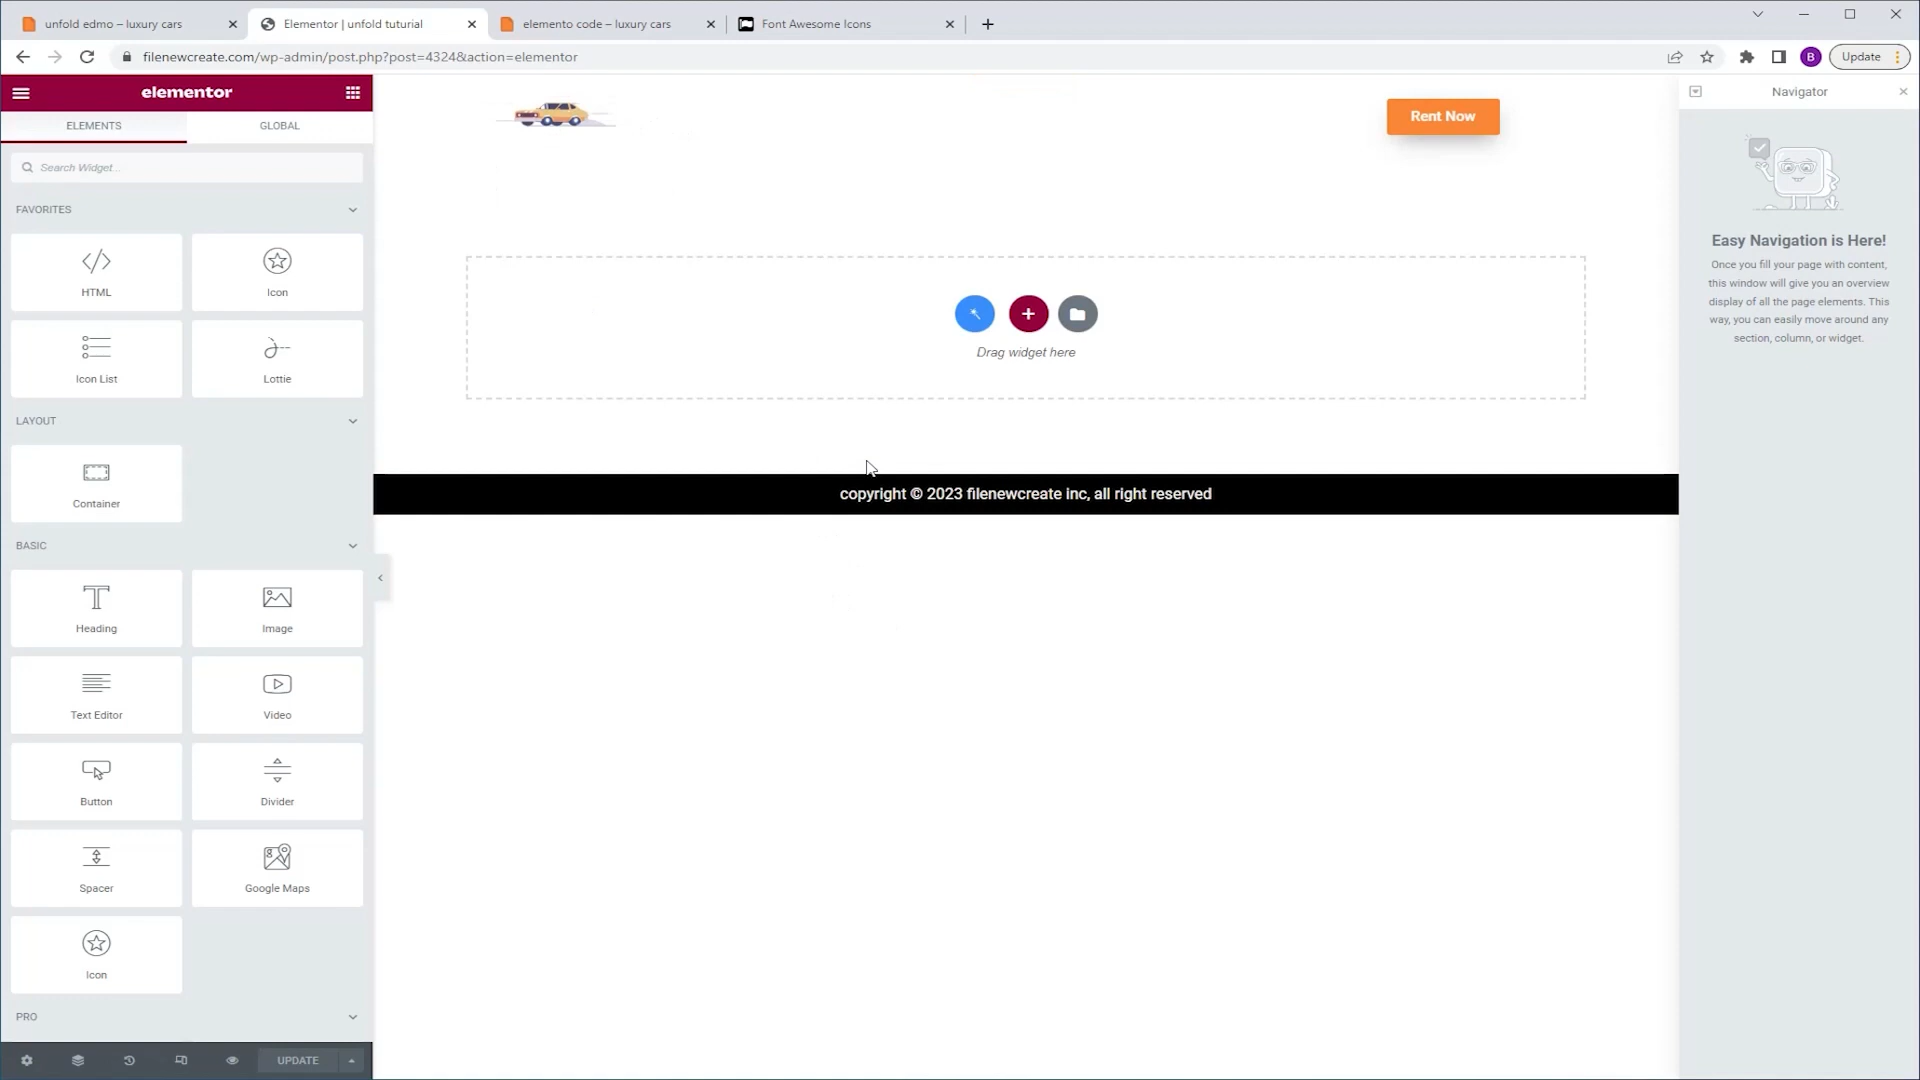 unfold edmo – luxury cars
Elementor | unfold tuturial
elemento code – luxury cars
Font Awesome Icons
filenewcreate.com/wp-admin/post.php?post=4324&action=elementor
B
Update
elementor
ELEMENTS
GLOBAL
Search Widget...
FAVORITES
HTML
Icon
Icon List
Lottie
LAYOUT
Container
BASIC
Heading
Image
Text Editor
Video
Button
Divider
Spacer
Google Maps
Icon
PRO
UPDATE
Rent Now
Drag widget here
copyright © 2023 filenewcreate inc, all right reserved
Navigator
Easy Navigation is Here!
Once you fill your page with content,
this window will give you an overview
display of all the page elements. This
way, you can easily move around any
section, column, or widget.